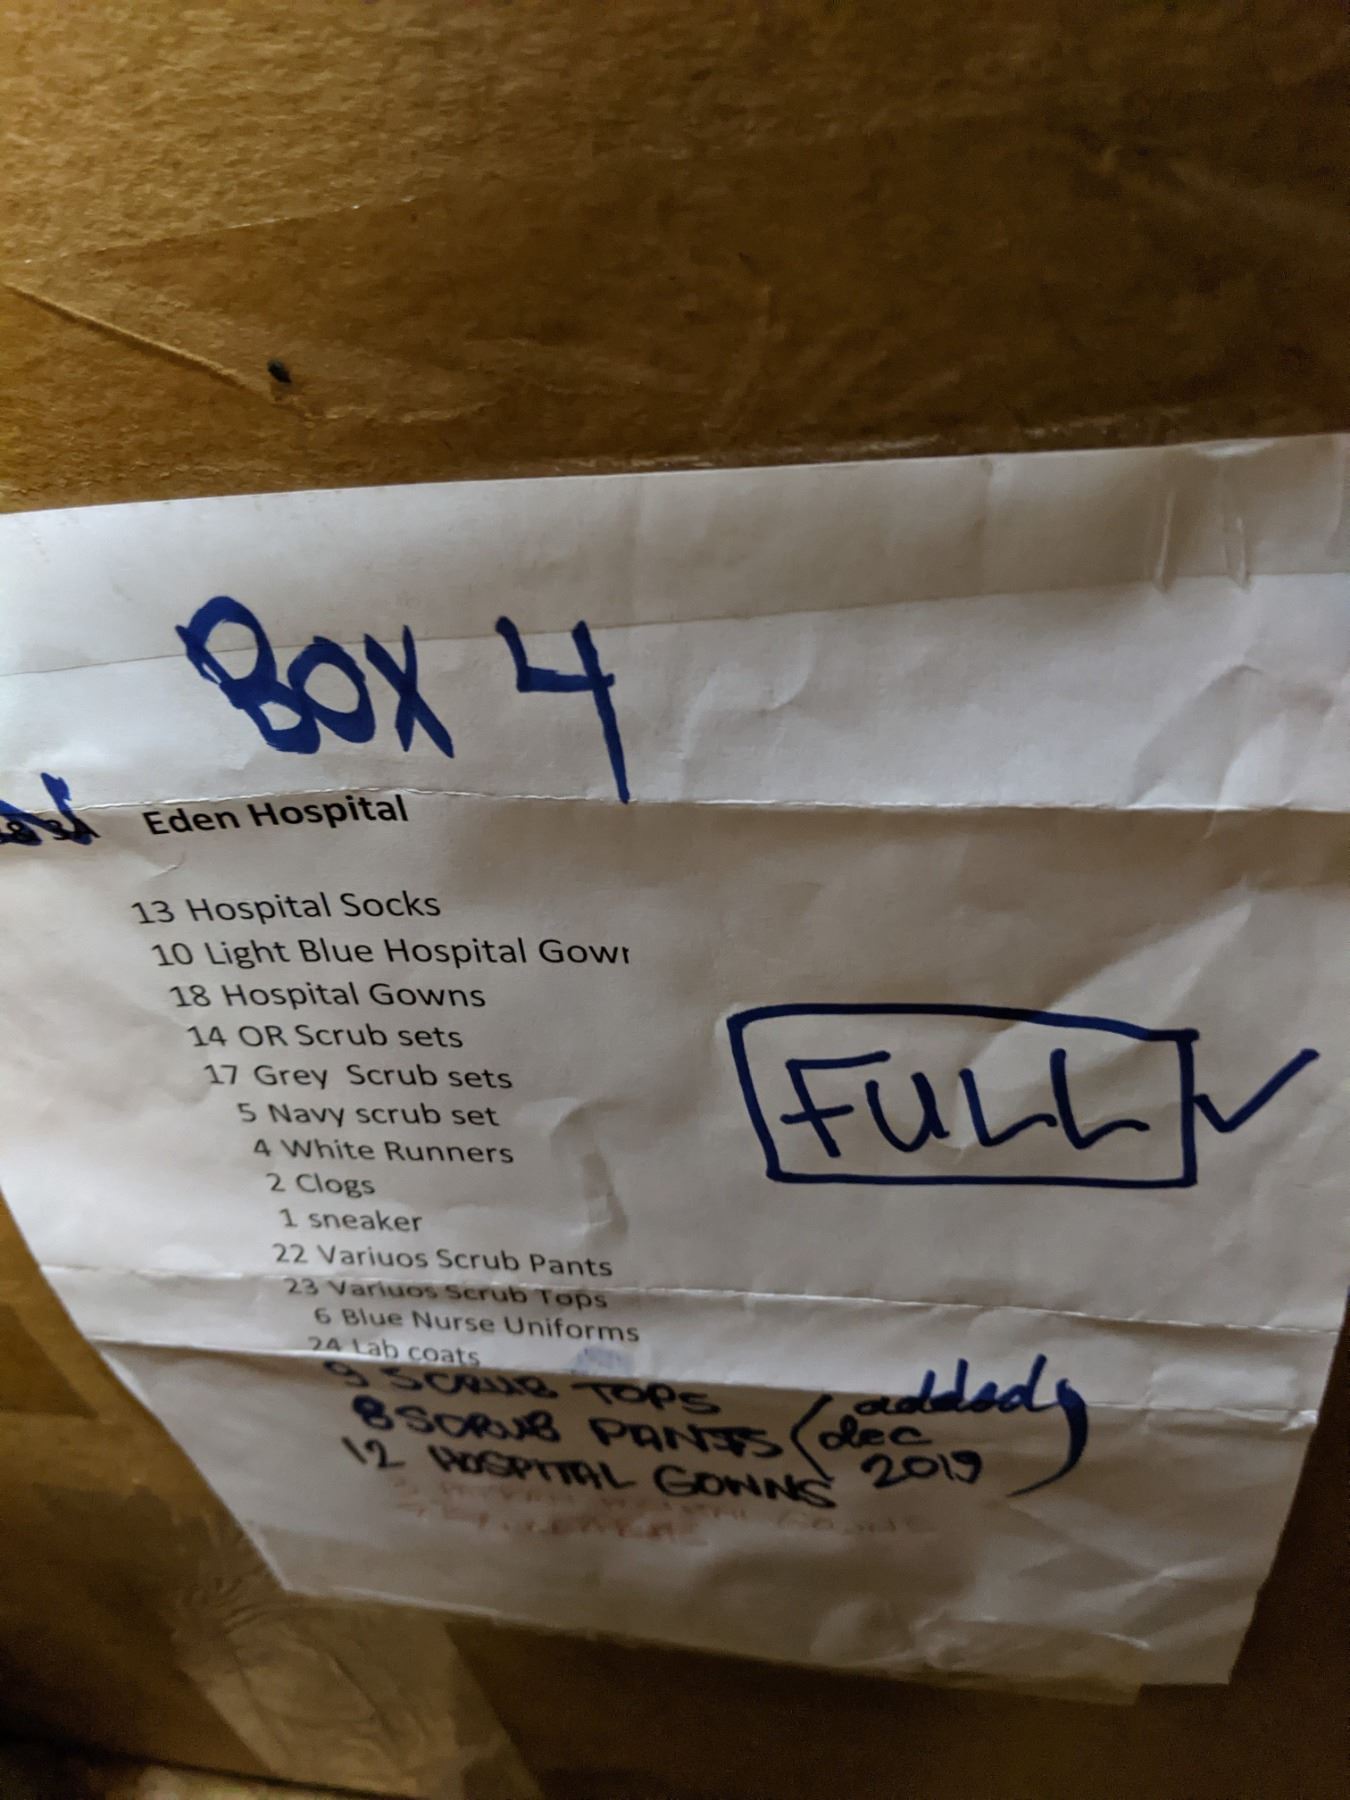 BOX 4
Eden Hospital
13 Hospital Socks
10 Light Blue Hospital Gow
18 Hospital Gowns
14 OR Scrub sets
17 Grey Scrub sets
5 Navy scrub set
4 White Runners
2 Clogs
1 sneaker
22 Variuos Scrub Pants
23 Variuos Scrub Tops
6 Blue Nurse Uniforms
24 Lab coats
FULL ✓
9 SCRUB TOPS
8 SCRUB PANTS
12 HOSPITAL GOWNS
(added
dec
2019)